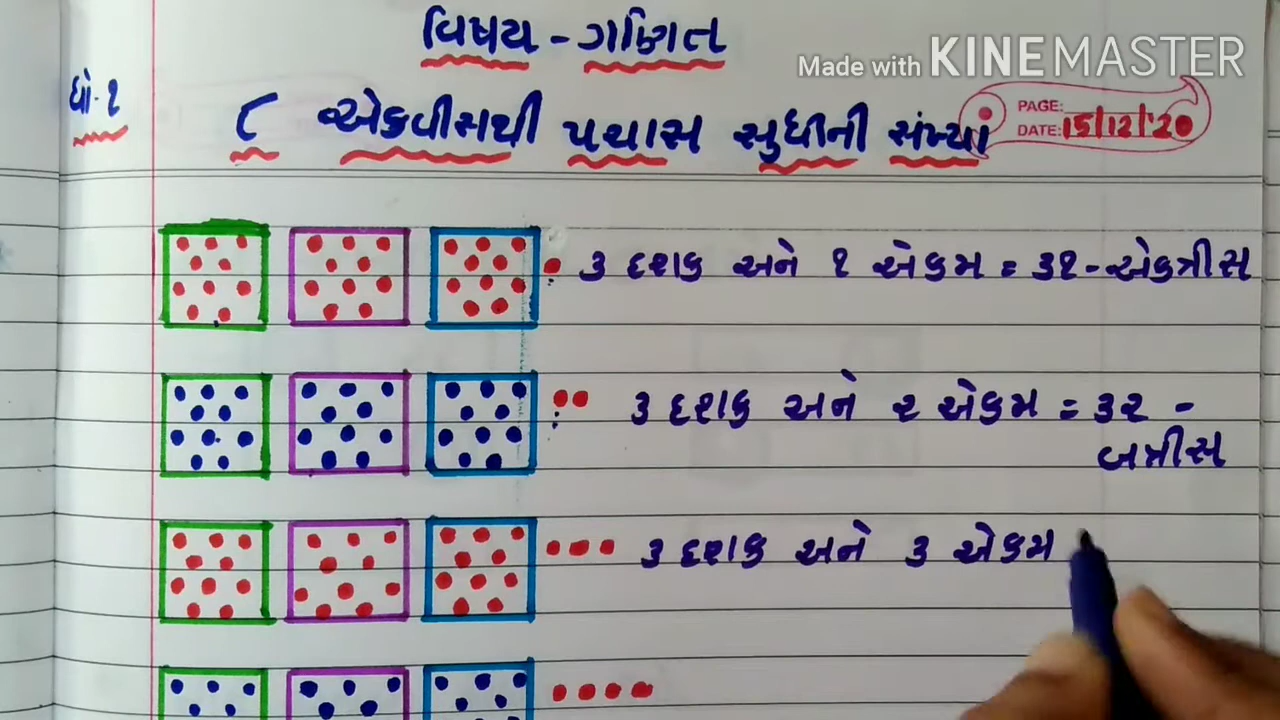 વિષય - ગણિત
Made with KINEMASTER
ધો-૧
PAGE:
૮ એકવીસથી પચાસ સુધીની સંખ્યા
DATE: 15/12/'20
૩ દશક અને ૧ એકમ = ૩૧ - એકત્રીસ
૩ દશક અને ૨ એકમ = ૩૨ -
બત્રીસ
૩ દશક અને ૩ એકમ